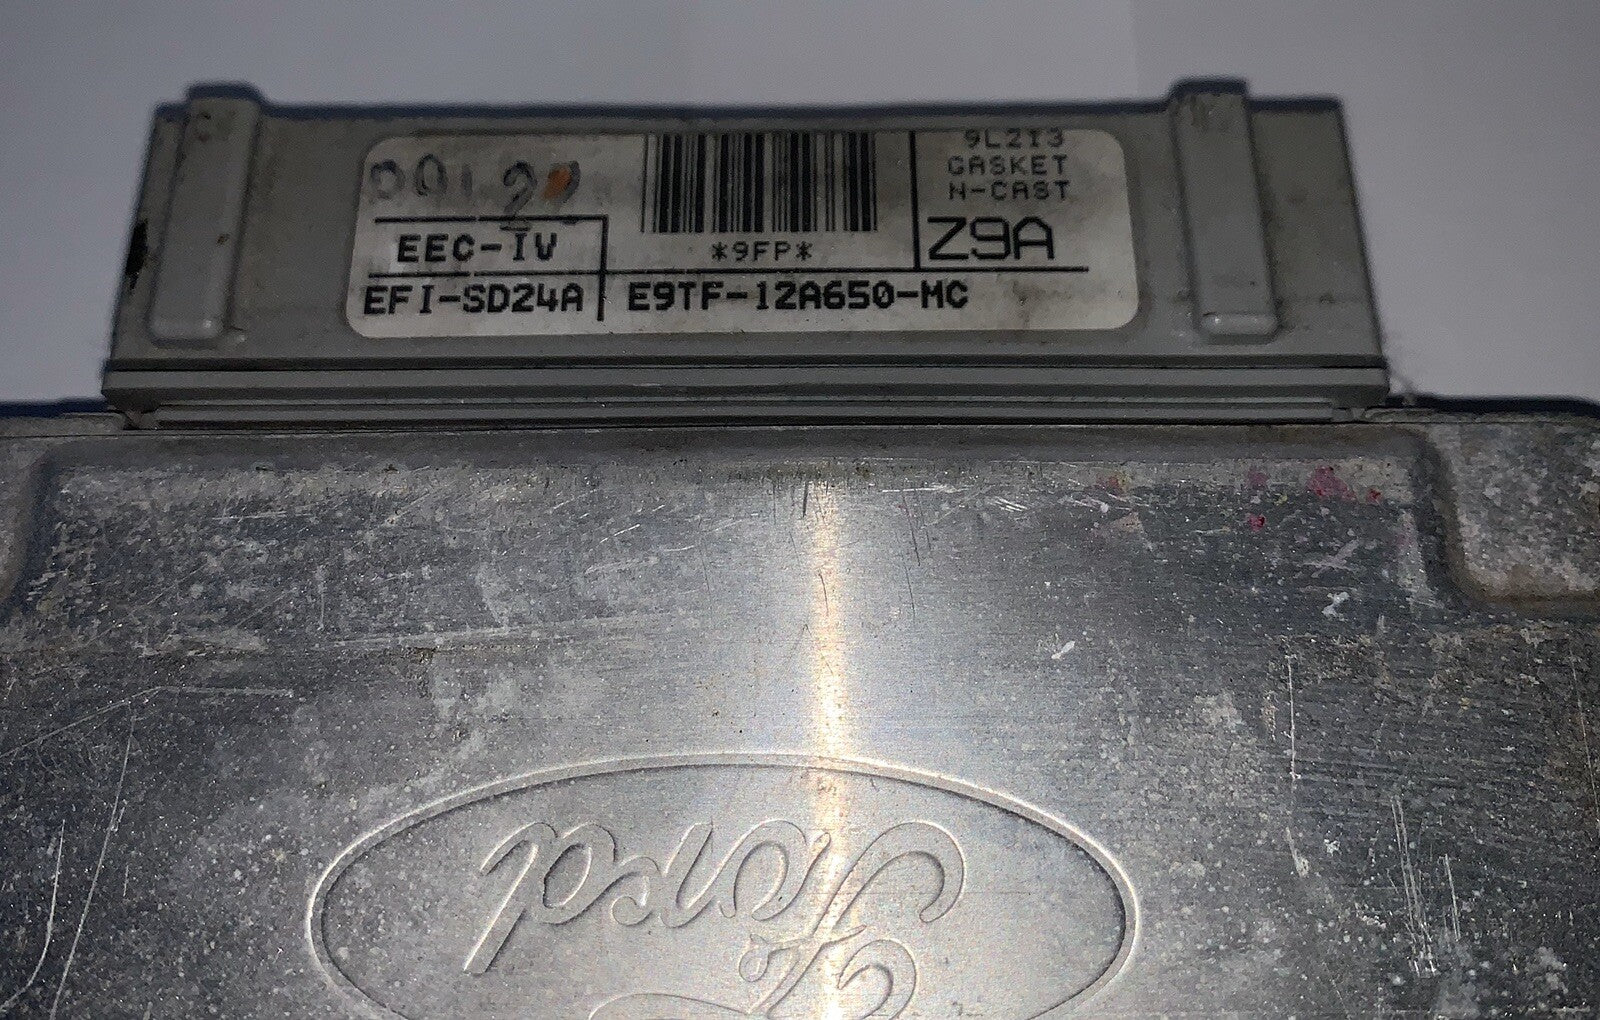 9L2I3
GASKET
N-CAST
EEC-IV
*9FP*
Z9A
EFI-SD24A
E9TF-12A650-MC
Ford